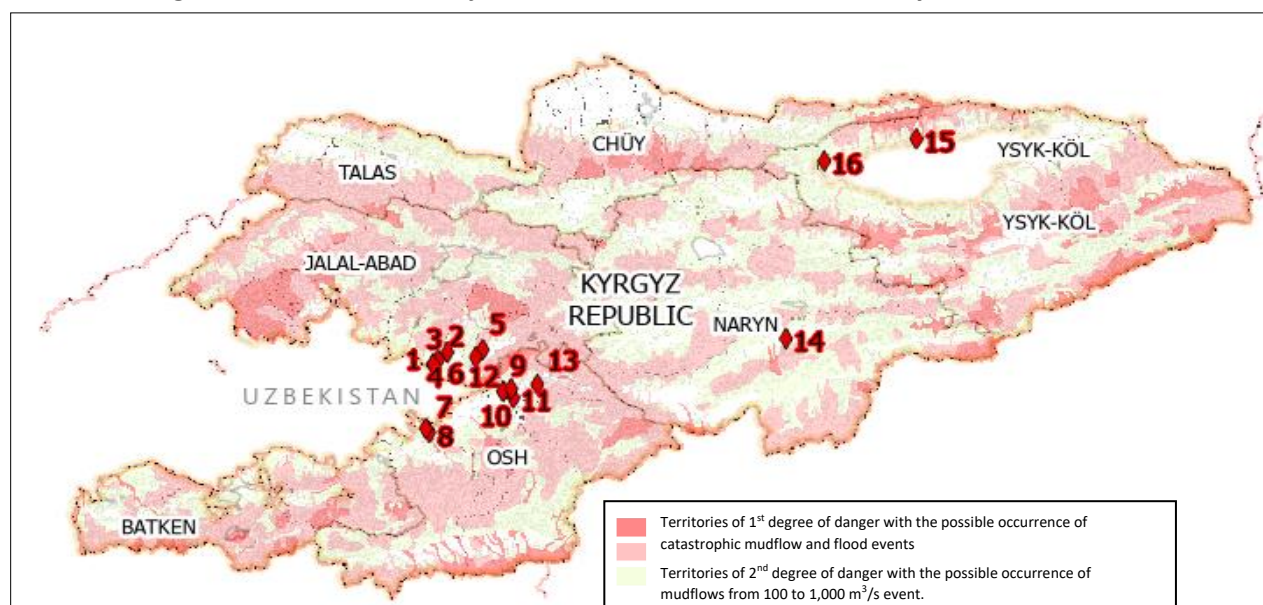 CHÜY
YSYK-KÖL
15
16
TALAS
YSYK-KÖL
JALAL-ABAD
KYRGYZ
REPUBLIC
NARYN
14
3 2 5
1
4 6 12 9 13
UZBEKISTAN
7
10 11
8
OSH
BATKEN
Territories of 1st degree of danger with the possible occurrence of
catastrophic mudflow and flood events
Territories of 2nd degree of danger with the possible occurrence of
mudflows from 100 to 1,000 m3/s event.